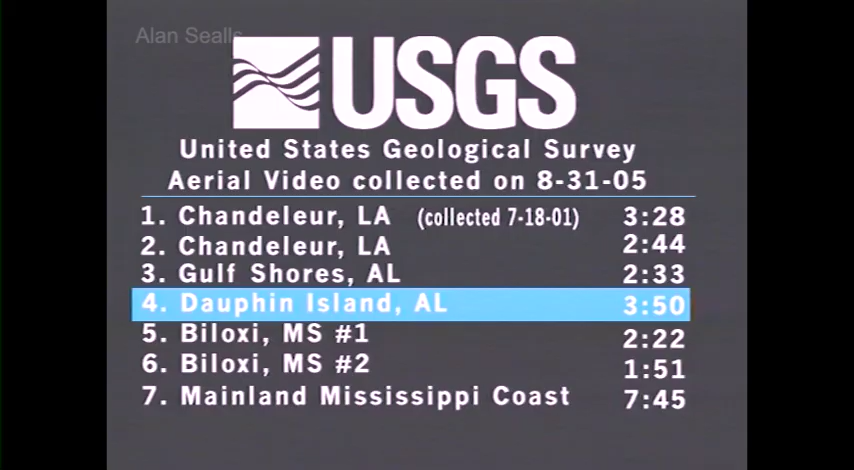 Alan Sealls
USGS
United States Geological Survey
Aerial Video collected on 8-31-05
1. Chandeleur, LA (collected 7-18-01) 3:28
2. Chandeleur, LA 2:44
3. Gulf Shores, AL 2:33
4. Dauphin Island, AL 3:50
5. Biloxi, MS #1 2:22
6. Biloxi, MS #2 1:51
7. Mainland Mississippi Coast 7:45